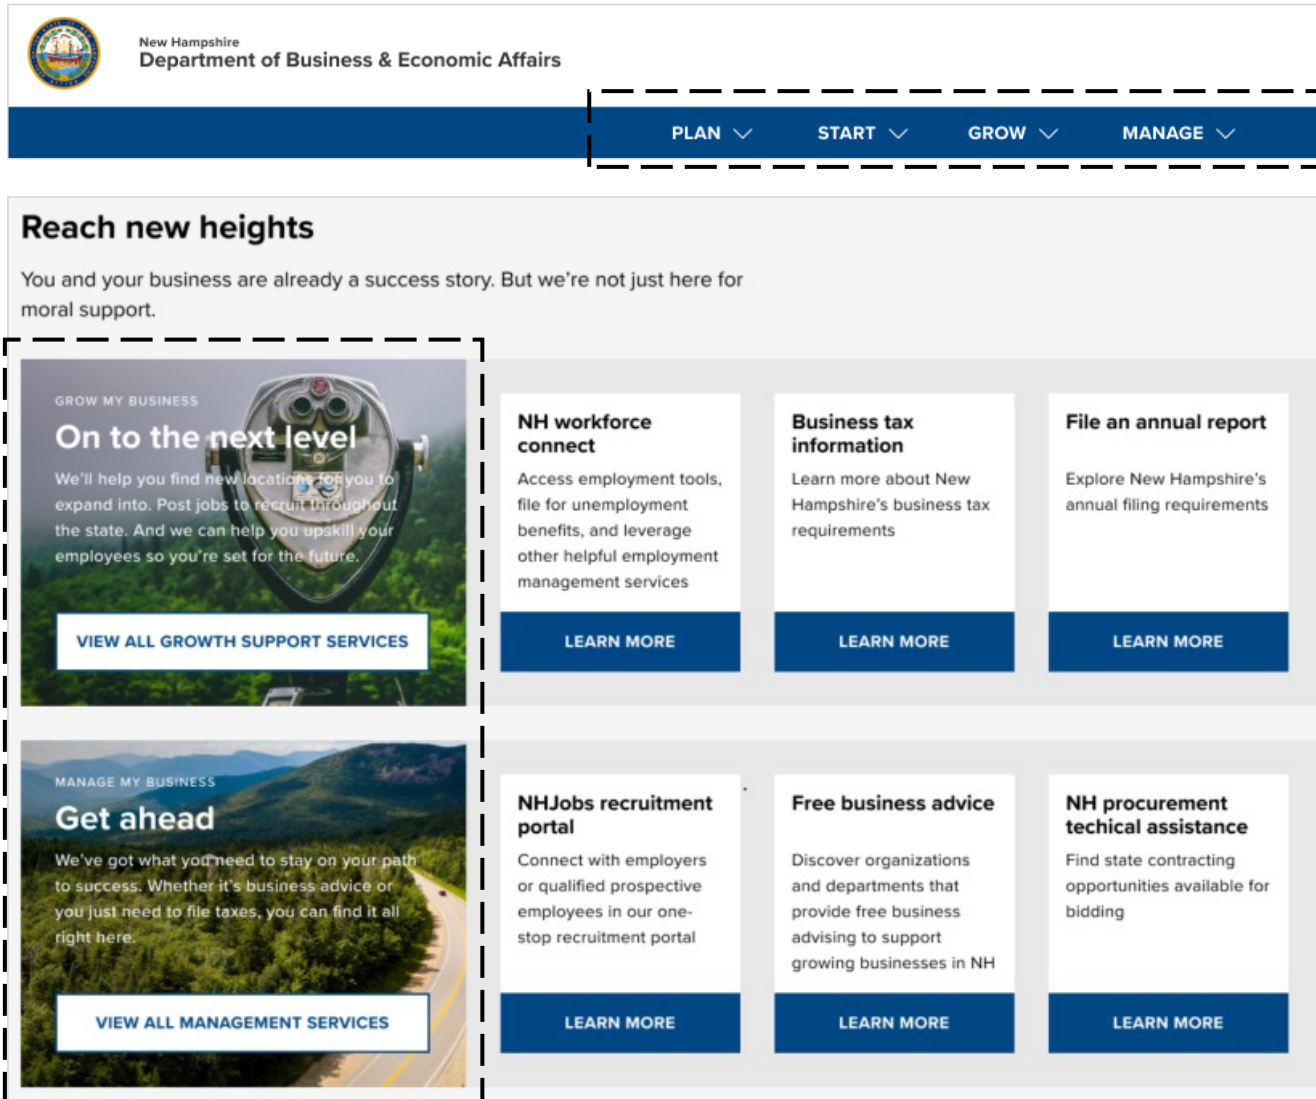 New Hampshire
Department of Business & Economic Affairs
PLAN
START
GROW
MANAGE
Reach new heights
You and your business are already a success story. But we're not just here for
moral support.
GROW MY BUSINESS
On to the next level
We'll help you find new locations for you to
expand into. Post jobs to recruit throughout
the state. And we can help you upskill your
employees so you're set for the future.
VIEW ALL GROWTH SUPPORT SERVICES
NH workforce
connect
Access employment tools,
file for unemployment
benefits, and leverage
other helpful employment
management services
LEARN MORE
Business tax
information
Learn more about New
Hampshire's business tax
requirements
LEARN MORE
File an annual report
Explore New Hampshire's
annual filing requirements
LEARN MORE
MANAGE MY BUSINESS
Get ahead
We've got what you need to stay on your path
to success. Whether it's business advice or
you just need to file taxes, you can find it all
right here.
VIEW ALL MANAGEMENT SERVICES
NHJobs recruitment
portal
Connect with employers
or qualified prospective
employees in our one-
stop recruitment portal
LEARN MORE
Free business advice
Discover organizations
and departments that
provide free business
advising to support
growing businesses in NH
LEARN MORE
NH procurement
techical assistance
Find state contracting
opportunities available for
bidding
LEARN MORE